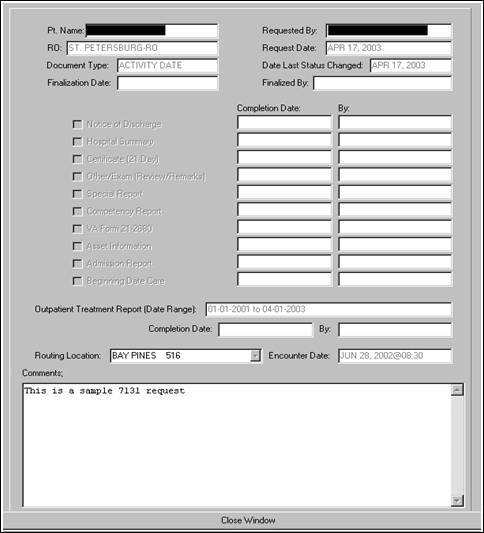 Pt. Name: Requested By:
RO: ST. PETERSBURG-RO Request Date: APR 17, 2003
Document Type: ACTIVITY DATE Date Last Status Changed: APR 17, 2003
Finalization Date: Finalized By:
Completion Date: By:
Notice of Discharge
Hospital Summary
Certificate (21 Day)
Other/Exam (Review/Remarks)
Special Report
Competency Report
VA Form 21-2680
Asset Information
Admission Report
Beginning Date Care
Outpatient Treatment Report (Date Range): 01-01-2001 to 04-01-2003
Completion Date: By:
Routing Location: BAY PINES 516 Encounter Date: JUN 28, 2002@08:30
Comments;
This is a sample 7131 request
Close Window